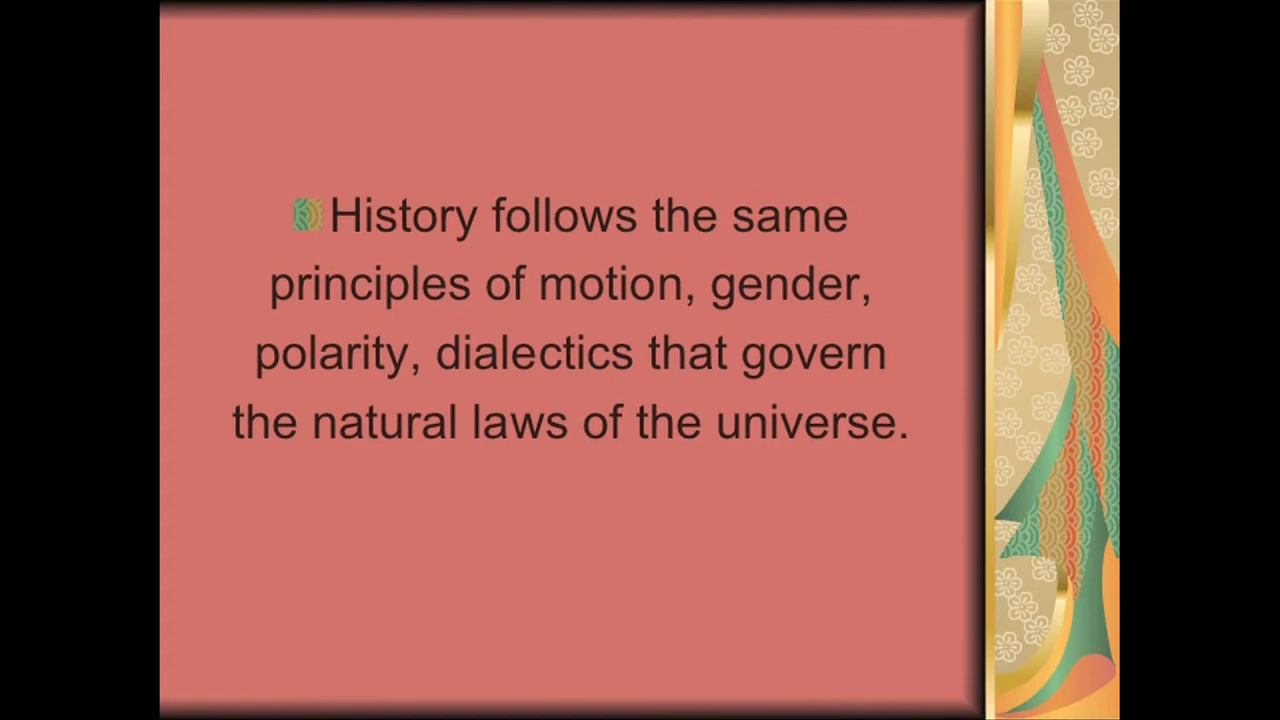 History follows the same
principles of motion, gender,
polarity, dialectics that govern
the natural laws of the universe.